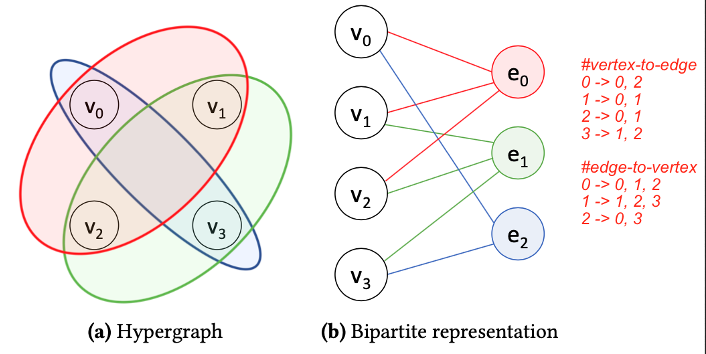 v0
v1
v2
v3
(a) Hypergraph
v0
v1
v2
v3
e0
e1
e2
(b) Bipartite representation
#vertex-to-edge
0 -> 0, 2
1 -> 0, 1
2 -> 0, 1
3 -> 1, 2
#edge-to-vertex
0 -> 0, 1, 2
1 -> 1, 2, 3
2 -> 0, 3